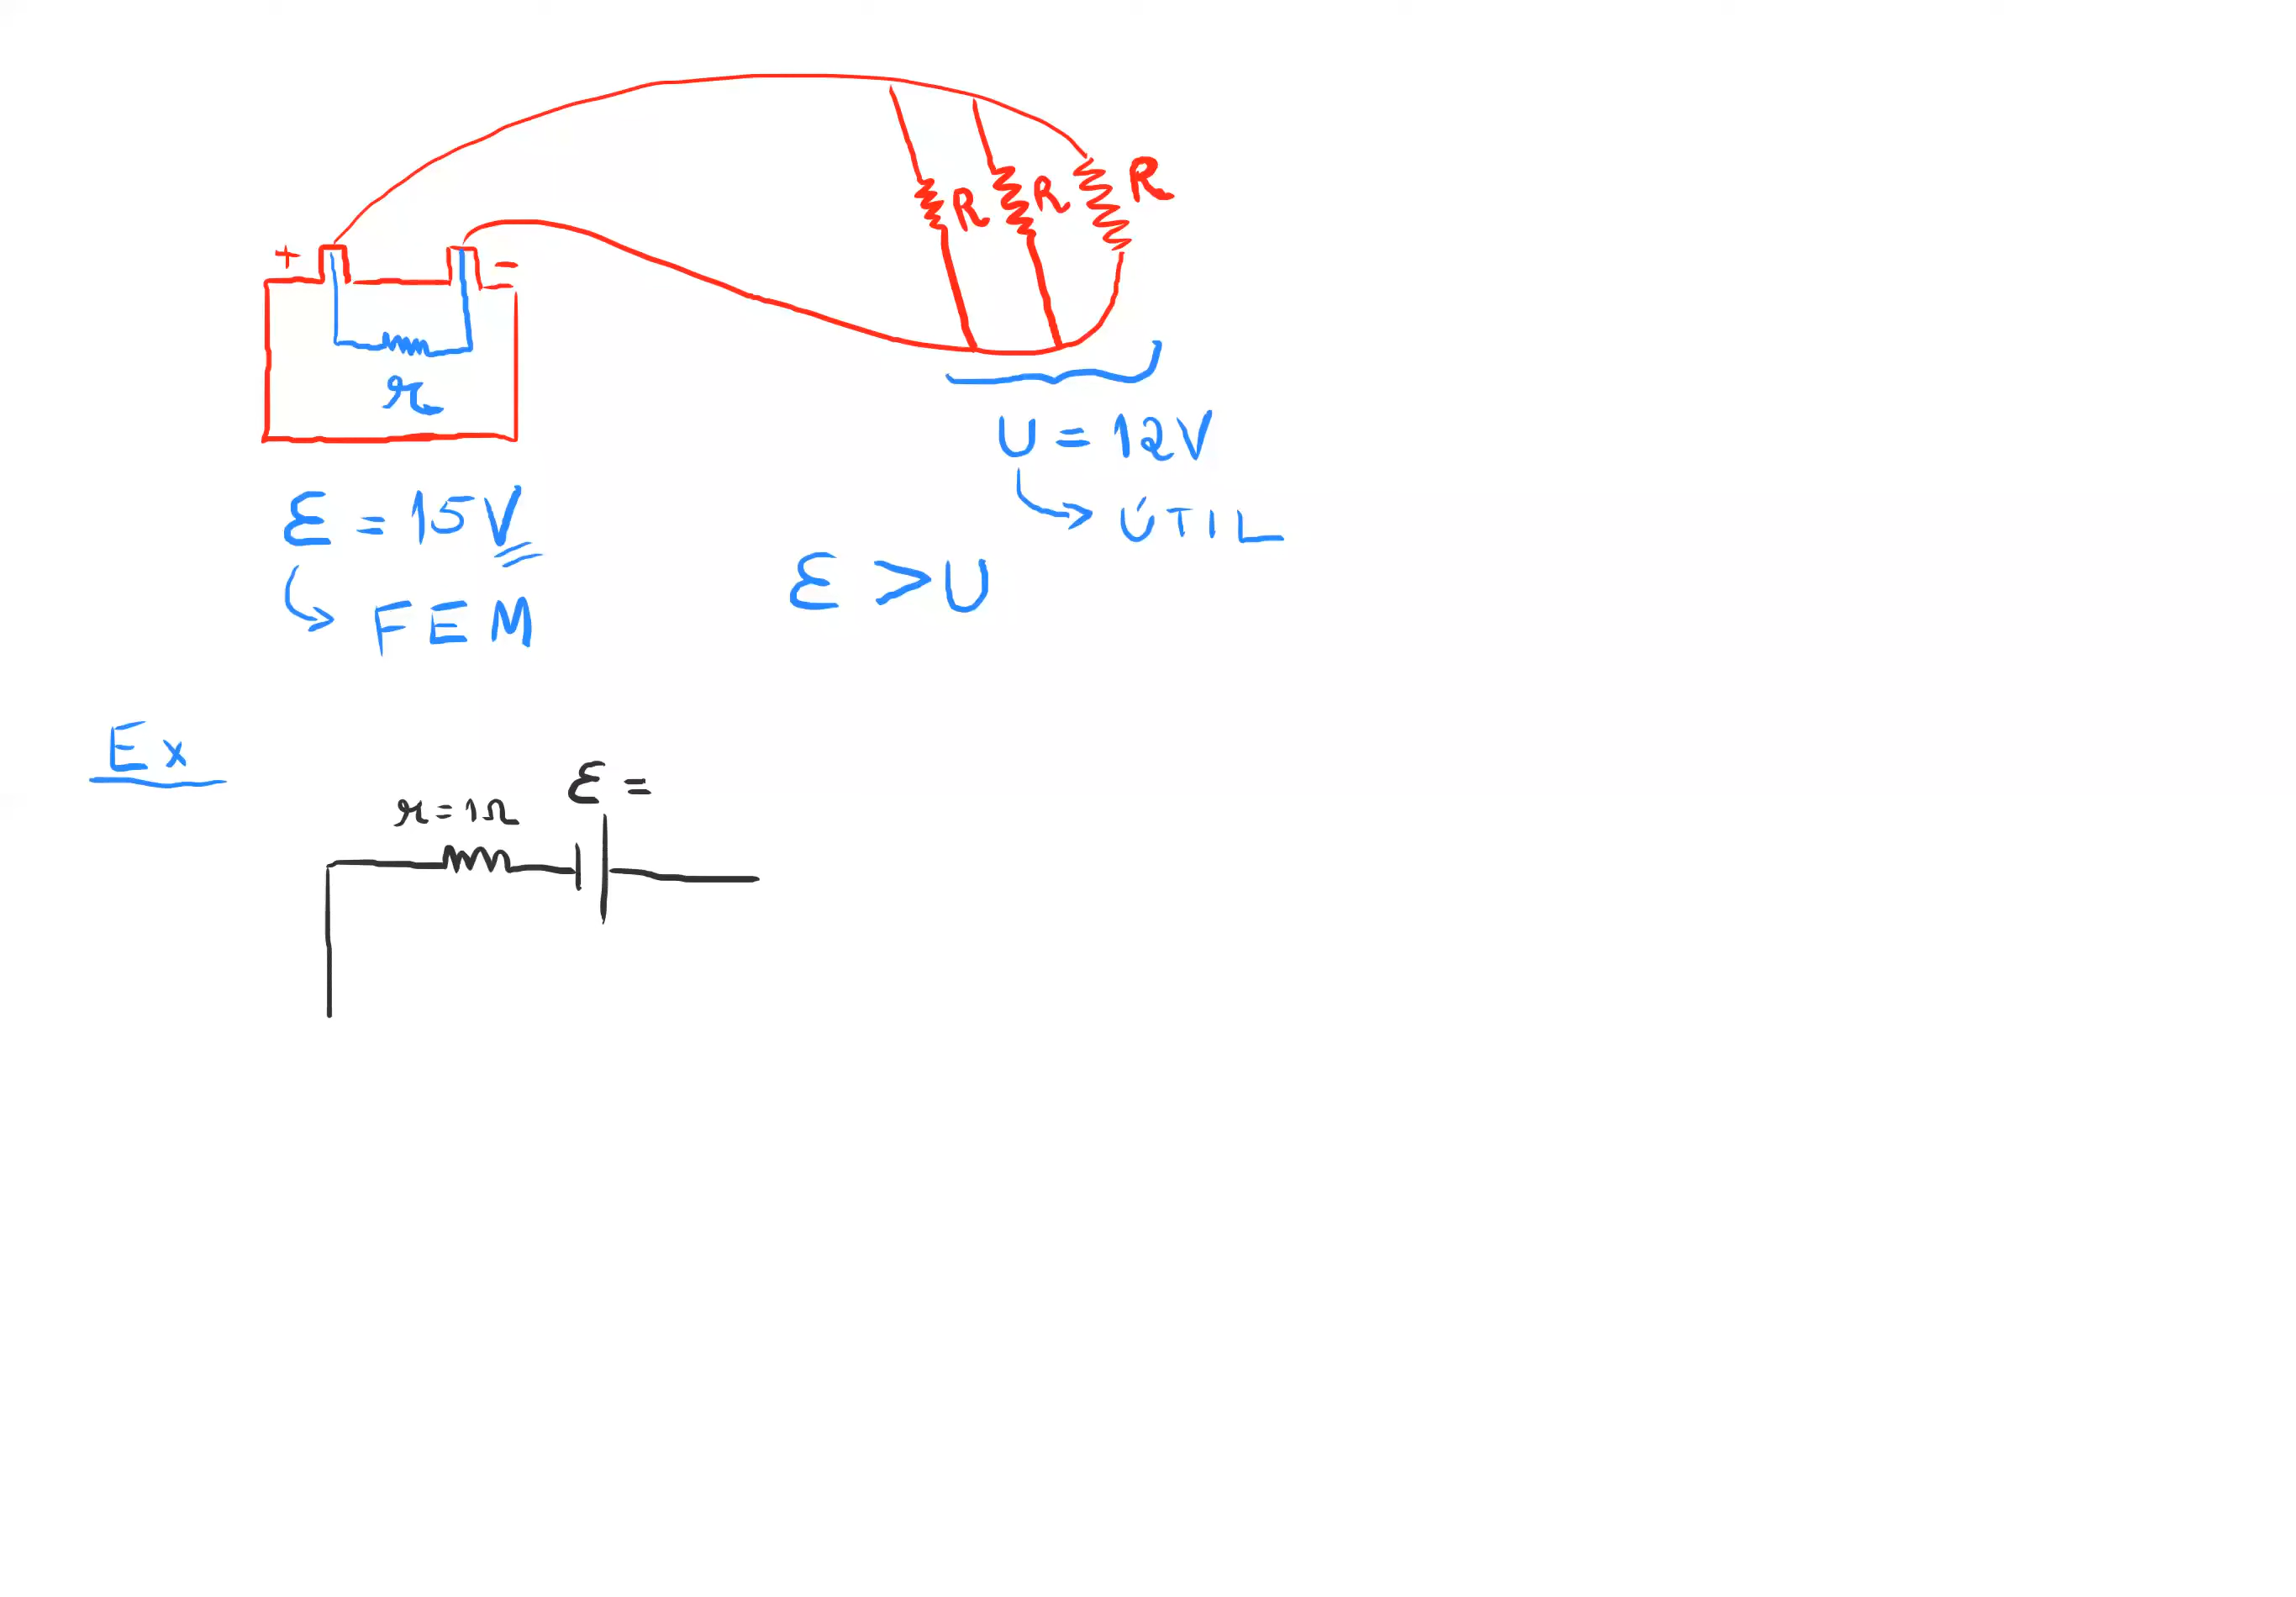 R R R
+ -
r
U = 12V
ÚTIL
ε = 15V
FEM
ε > U
Ex
ε =
r = 1Ω